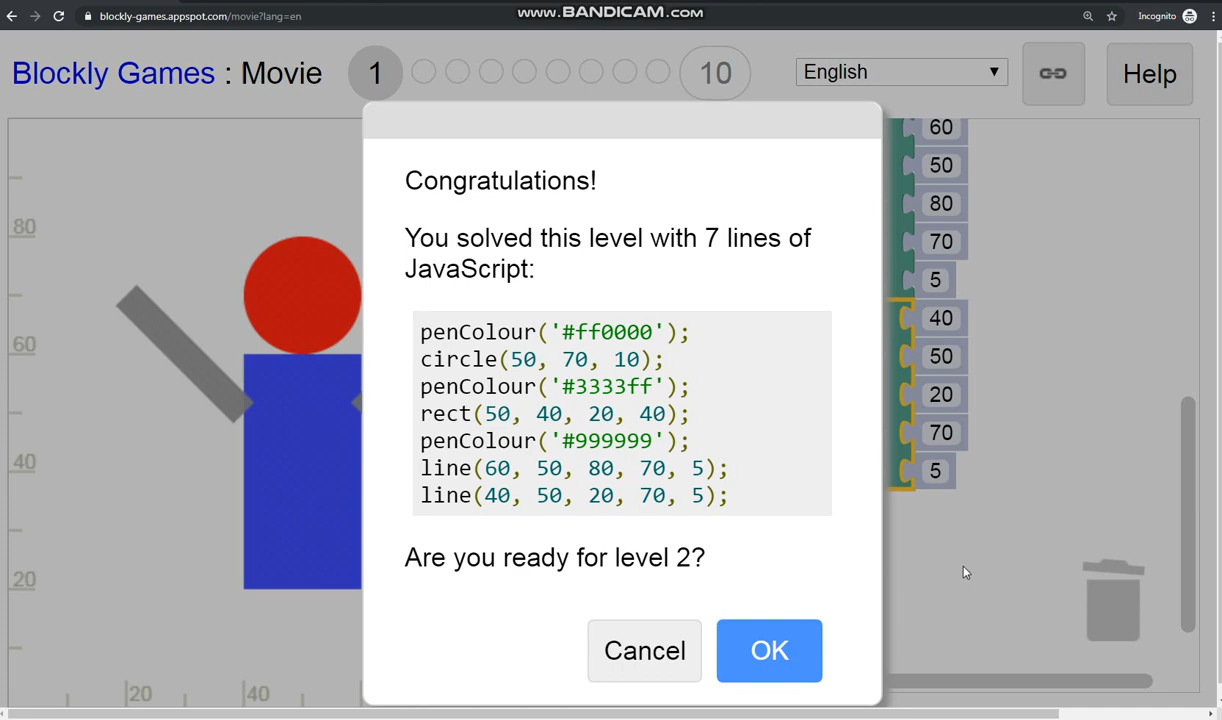 blockly-games.appspot.com/movie?lang=en
www.BANDICAM.com
Incognito
Blockly Games : Movie
1
10
English
Help
60
50
80
70
5
40
50
20
70
5
80
60
40
20
20
40
Congratulations!
You solved this level with 7 lines of
JavaScript:
penColour('#ff0000');
circle(50, 70, 10);
penColour('#3333ff');
rect(50, 40, 20, 40);
penColour('#999999');
line(60, 50, 80, 70, 5);
line(40, 50, 20, 70, 5);
Are you ready for level 2?
Cancel
OK